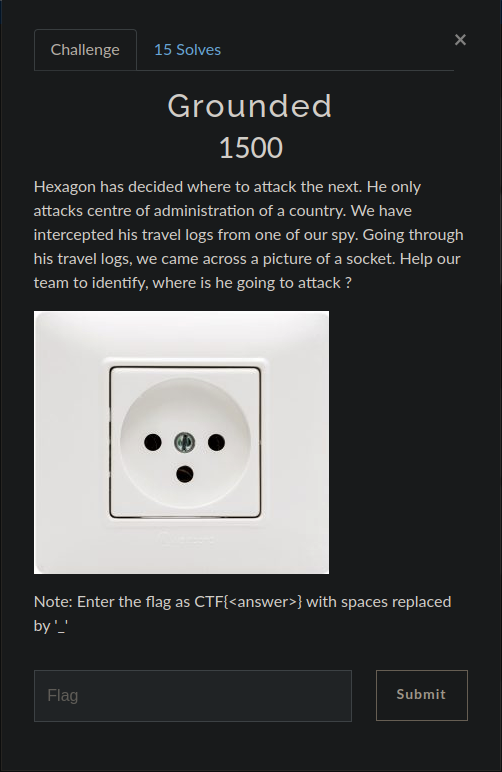 Challenge
15 Solves
×
Grounded
1500
Hexagon has decided where to attack the next. He only
attacks centre of administration of a country. We have
intercepted his travel logs from one of our spy. Going through
his travel logs, we came across a picture of a socket. Help our
team to identify, where is he going to attack ?
Note: Enter the flag as CTF{<answer>} with spaces replaced
by '_'
Flag
Submit